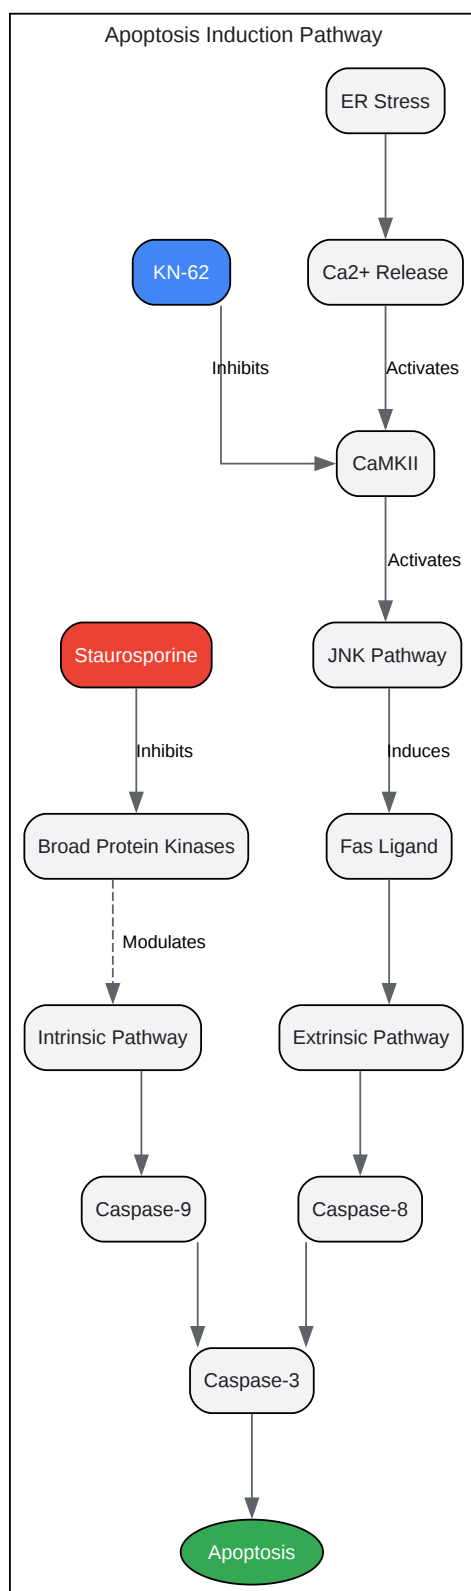 Apoptosis Induction Pathway
ER Stress
KN-62
Ca2+ Release
Inhibits
Activates
CaMKII
Activates
Staurosporine
JNK Pathway
Inhibits
Induces
Broad Protein Kinases
Fas Ligand
Modulates
Intrinsic Pathway
Extrinsic Pathway
Caspase-9
Caspase-8
Caspase-3
Apoptosis